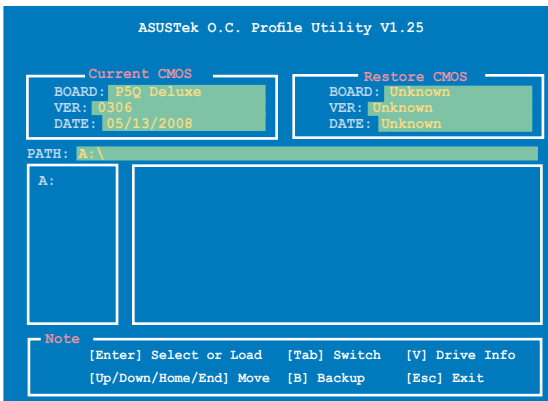 ASUSTek O.C. Profile Utility V1.25
Current CMOS
BOARD: P5Q Deluxe
VER: 0306
DATE: 05/13/2008
Restore CMOS
BOARD: Unknown
VER: Unknown
DATE: Unknown
PATH: A:\
A:
Note
[Enter] Select or Load [Tab] Switch [V] Drive Info
[Up/Down/Home/End] Move [B] Backup [Esc] Exit